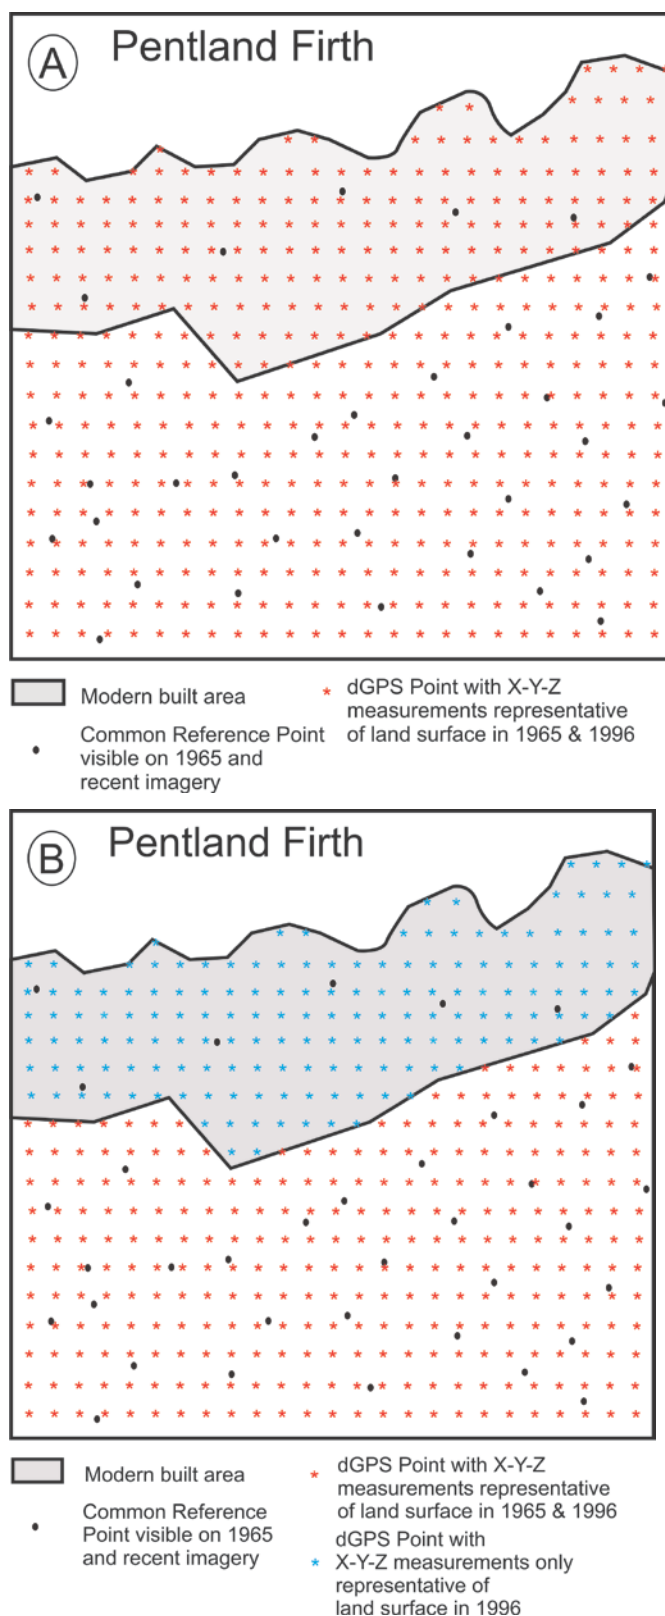 A Pentland Firth
Modern built area
Common Reference Point
visible on 1965 and
recent imagery
* dGPS Point with X-Y-Z
measurements representative
of land surface in 1965 & 1996
B Pentland Firth
Modern built area
Common Reference
Point visible on 1965
and recent imagery
* dGPS Point with X-Y-Z
measurements representative
of land surface in 1965 & 1996
dGPS Point with
* X-Y-Z measurements only
representative of
land surface in 1996